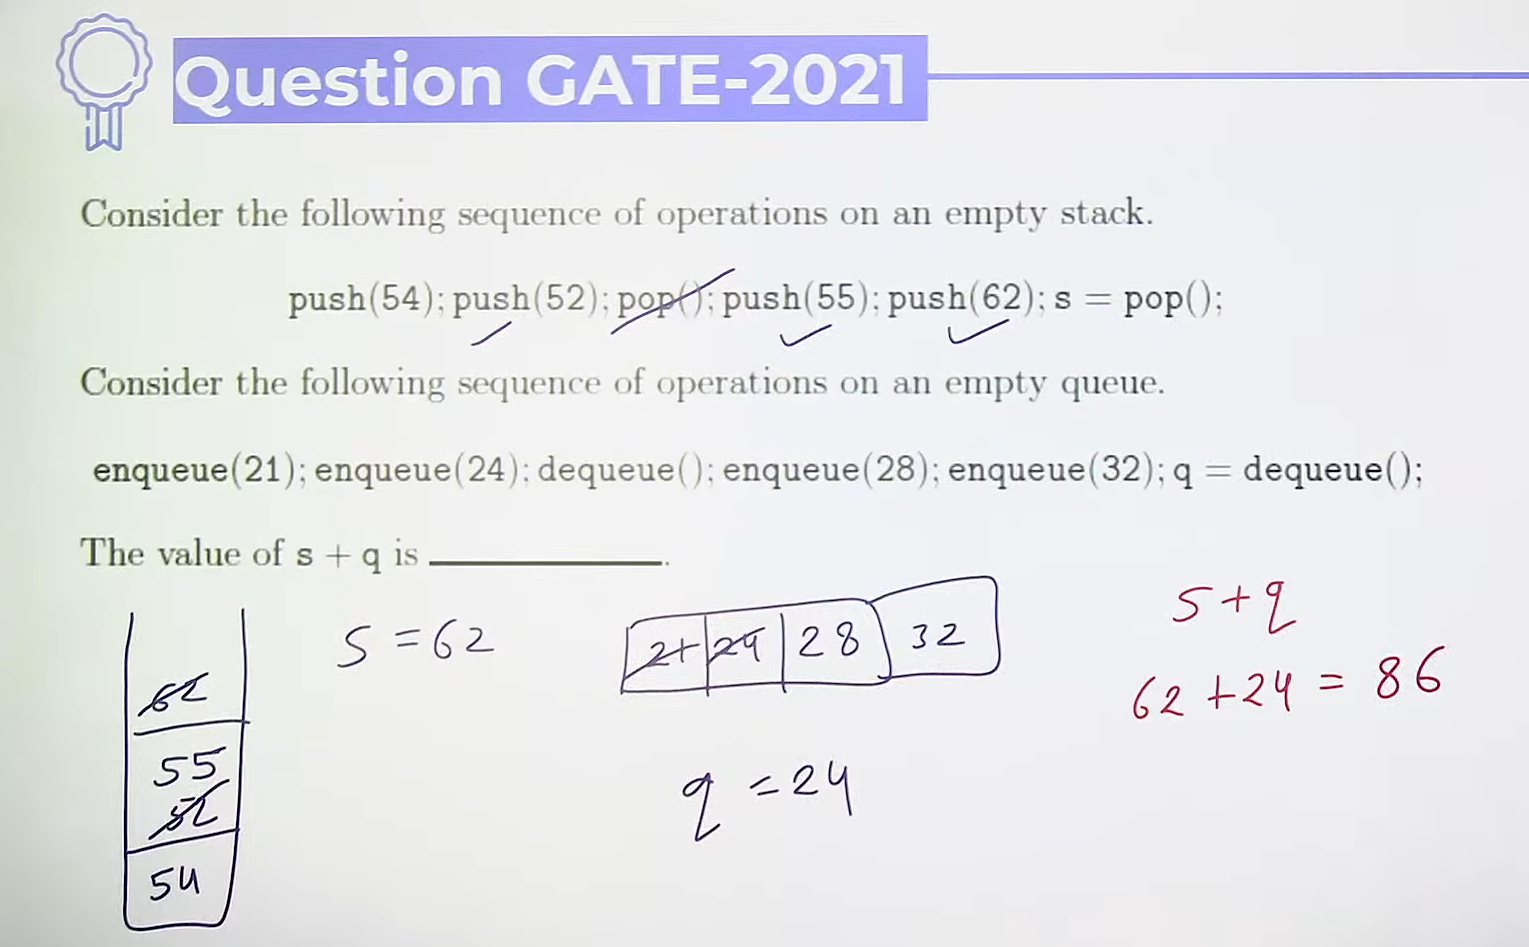 Question GATE-2021
Consider the following sequence of operations on an empty stack.
push(54); push(52); pop(); push(55); push(62); s = pop();
Consider the following sequence of operations on an empty queue.
enqueue(21); enqueue(24); dequeue(); enqueue(28); enqueue(32); q = dequeue();
The value of s + q is ___________.
62
55
52
54
S = 62
21 24 28 32
q = 24
S + q
62 + 24 = 86